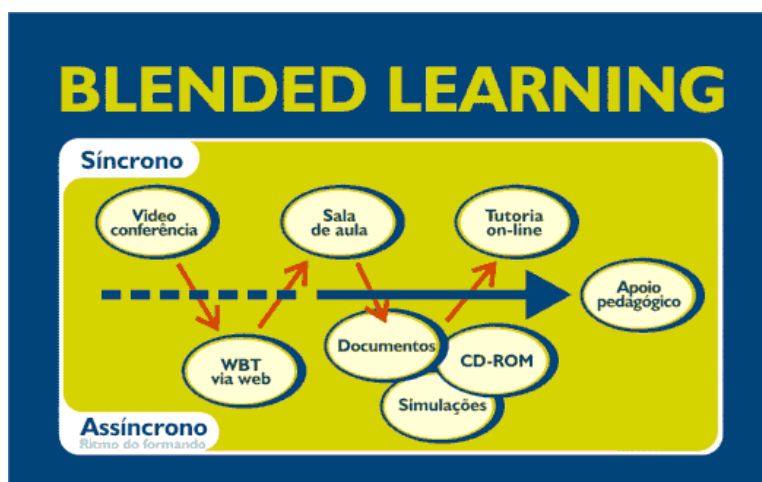 BLENDED LEARNING
Síncrono
Video
conferência
Sala
de aula
Tutoria
on-line
Apoio
pedagógico
WBT
via web
Documentos
CD-ROM
Simulações
Assíncrono
Ritmo do formando